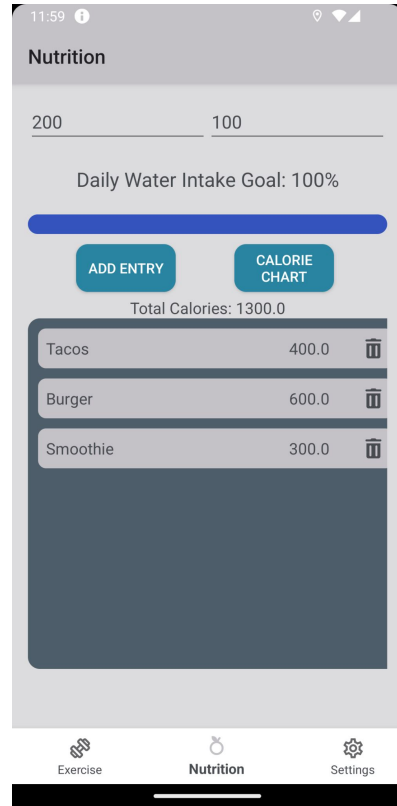 11:59
Nutrition
200 100
Daily Water Intake Goal: 100%
ADD ENTRY CALORIE CHART
Total Calories: 1300.0
Tacos 400.0
Burger 600.0
Smoothie 300.0
Exercise Nutrition Settings